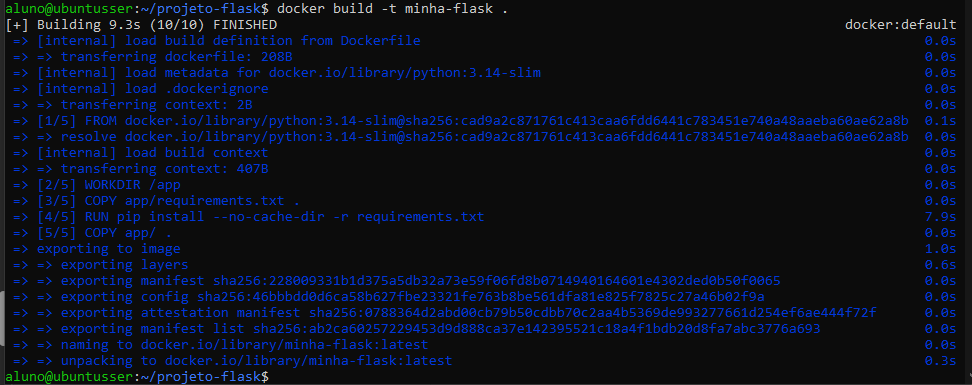 aluno@ubuntusser:~/projeto-flask$ docker build -t minha-flask .
[+] Building 9.3s (10/10) FINISHED docker:default
=> [internal] load build definition from Dockerfile 0.0s
=> => transferring dockerfile: 208B 0.0s
=> [internal] load metadata for docker.io/library/python:3.14-slim 0.0s
=> [internal] load .dockerignore 0.0s
=> => transferring context: 2B 0.0s
=> [1/5] FROM docker.io/library/python:3.14-slim@sha256:cad9a2c871761c413caa6fdd6441c783451e740a48aaeba60ae62a8b 0.1s
=> => resolve docker.io/library/python:3.14-slim@sha256:cad9a2c871761c413caa6fdd6441c783451e740a48aaeba60ae62a8b 0.0s
=> [internal] load build context 0.0s
=> => transferring context: 407B 0.0s
=> [2/5] WORKDIR /app 0.0s
=> [3/5] COPY app/requirements.txt . 0.0s
=> [4/5] RUN pip install --no-cache-dir -r requirements.txt 7.9s
=> [5/5] COPY app/ . 0.0s
=> exporting to image 1.0s
=> => exporting layers 0.6s
=> => exporting manifest sha256:228009331b1d375a5db32a73e59f06fd8b0714940164601e4302ded0b50f0065 0.0s
=> => exporting config sha256:46bbbdd0d6ca58b627fbe23321fe763b8be561dfa81e825f7825c27a46b02f9a 0.0s
=> => exporting attestation manifest sha256:0788364d2abd00cb79b50cdbb70c2aa4b5369de993277661d254ef6ae444f72f 0.0s
=> => exporting manifest list sha256:ab2ca60257229453d9d888ca37e142395521c18a4f1bdb20d8fa7abc3776a693 0.0s
=> => naming to docker.io/library/minha-flask:latest 0.0s
=> => unpacking to docker.io/library/minha-flask:latest 0.3s
aluno@ubuntusser:~/projeto-flask$